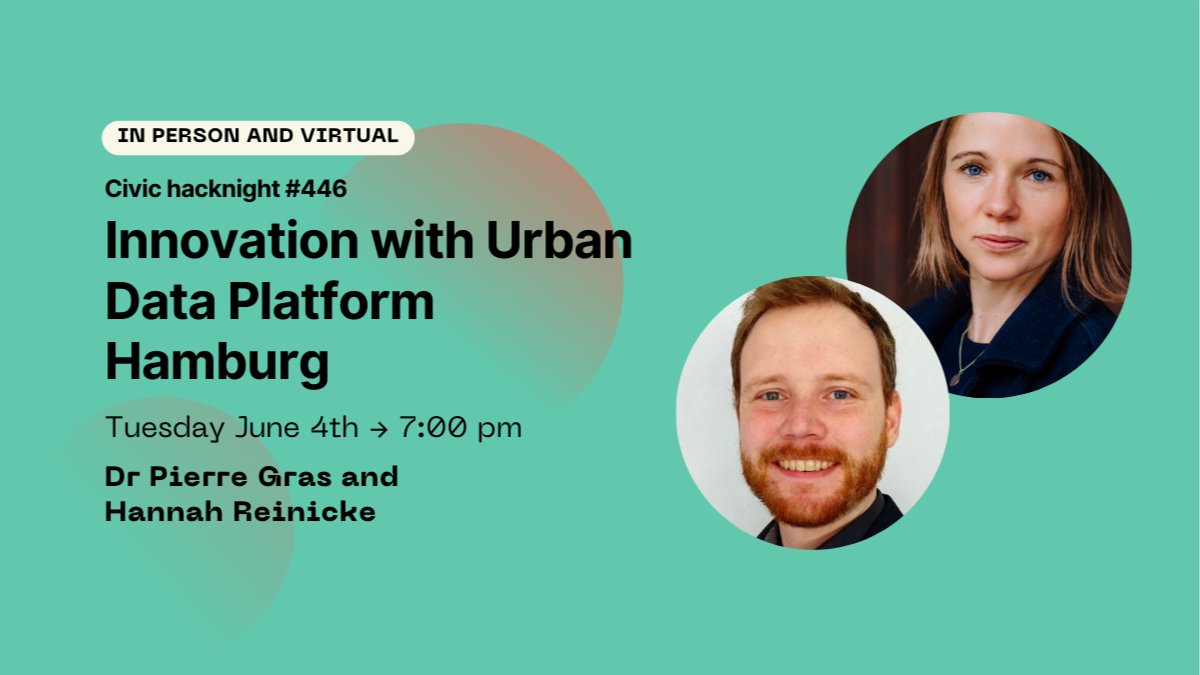 IN PERSON AND VIRTUAL
Civic hacknight #446
Innovation with Urban
Data Platform
Hamburg
Tuesday June 4th → 7:00 pm
Dr Pierre Gras and
Hannah Reinicke